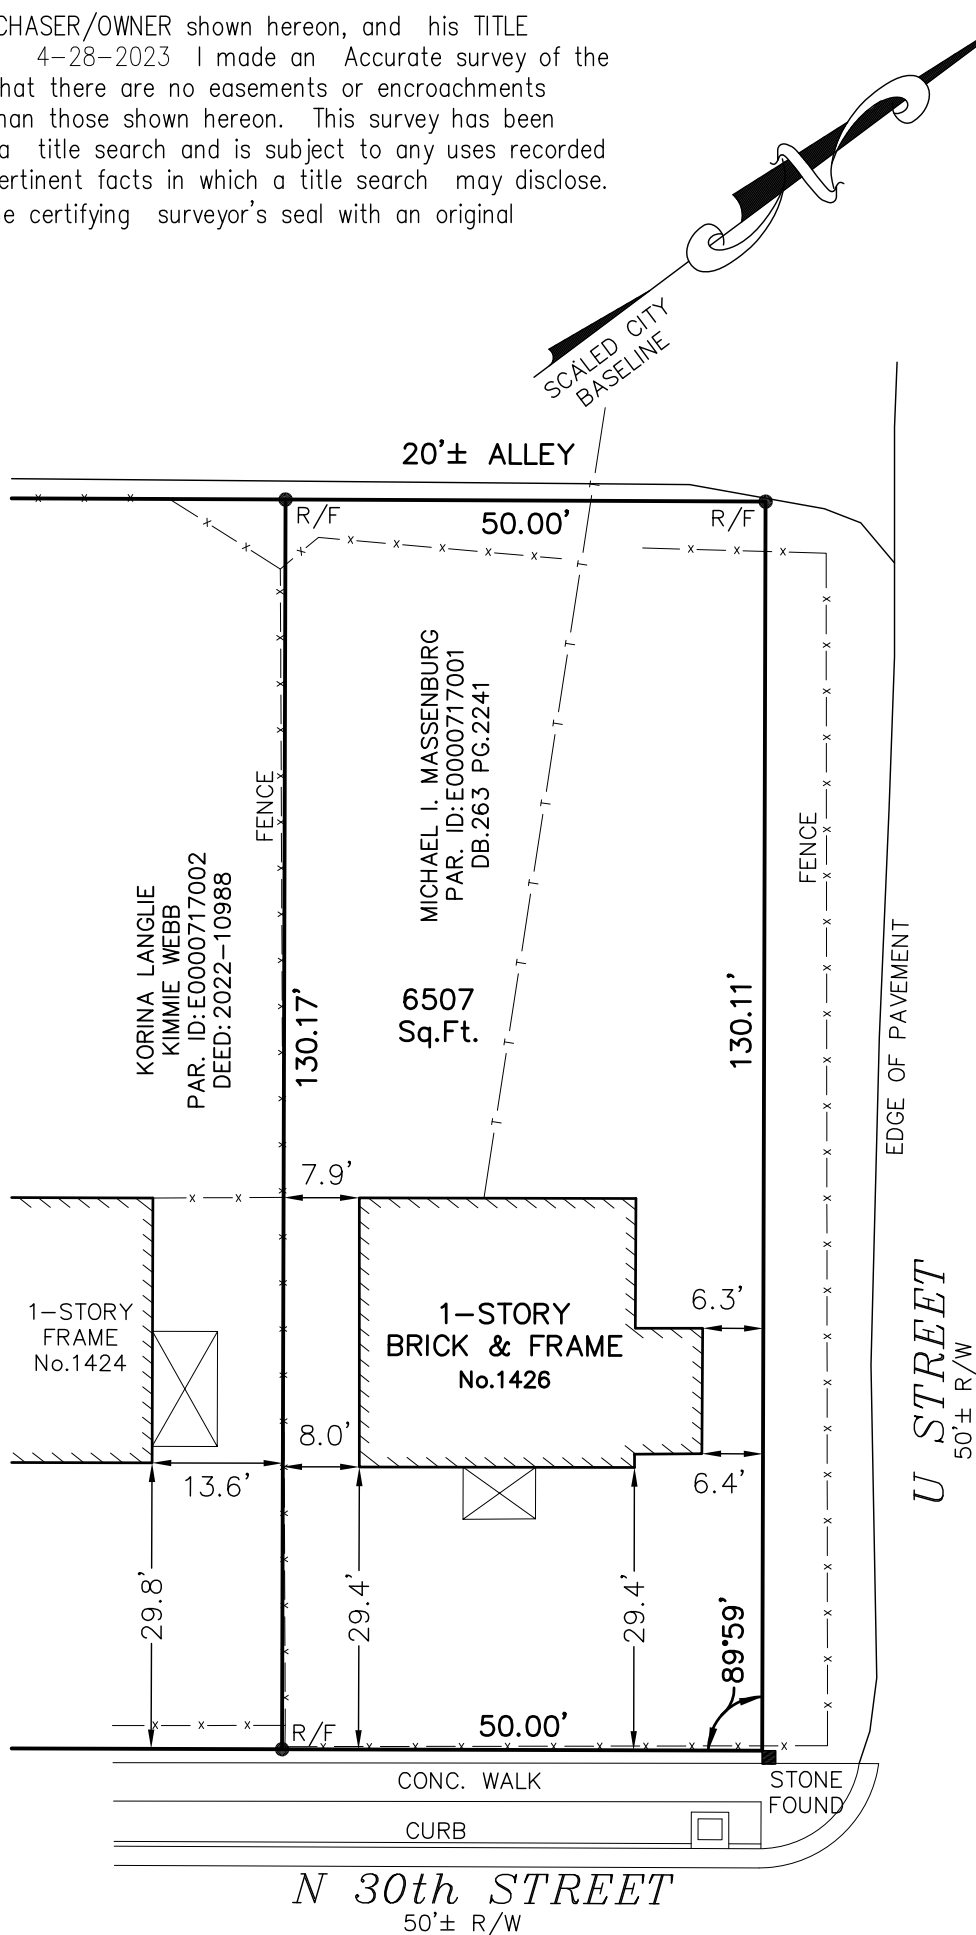 CHASER/OWNER shown hereon, and his TITLE
4-28-2023 I made an Accurate survey of the
hat there are no easements or encroachments
han those shown hereon. This survey has been
a title search and is subject to any uses recorded
ertinent facts in which a title search may disclose.
e certifying surveyor's seal with an original
SCALED CITY
BASELINE
20'± ALLEY
R/F
50.00'
R/F
MICHAEL I. MASSENBURG
PAR. ID:E0000717001
DB.263 PG.2241
FENCE
FENCE
KORINA LANGLIE
KIMMIE WEBB
PAR. ID:E0000717002
DEED:2022-10988
130.17'
6507
Sq.Ft.
130.11'
EDGE OF PAVEMENT
7.9'
1-STORY
FRAME
No.1424
1-STORY
BRICK & FRAME
No.1426
6.3'
U STREET
50'± R/W
8.0'
13.6'
6.4'
29.8'
29.4'
29.4'
89°59'
R/F
50.00'
CONC. WALK
STONE
FOUND
CURB
N 30th STREET
50'± R/W